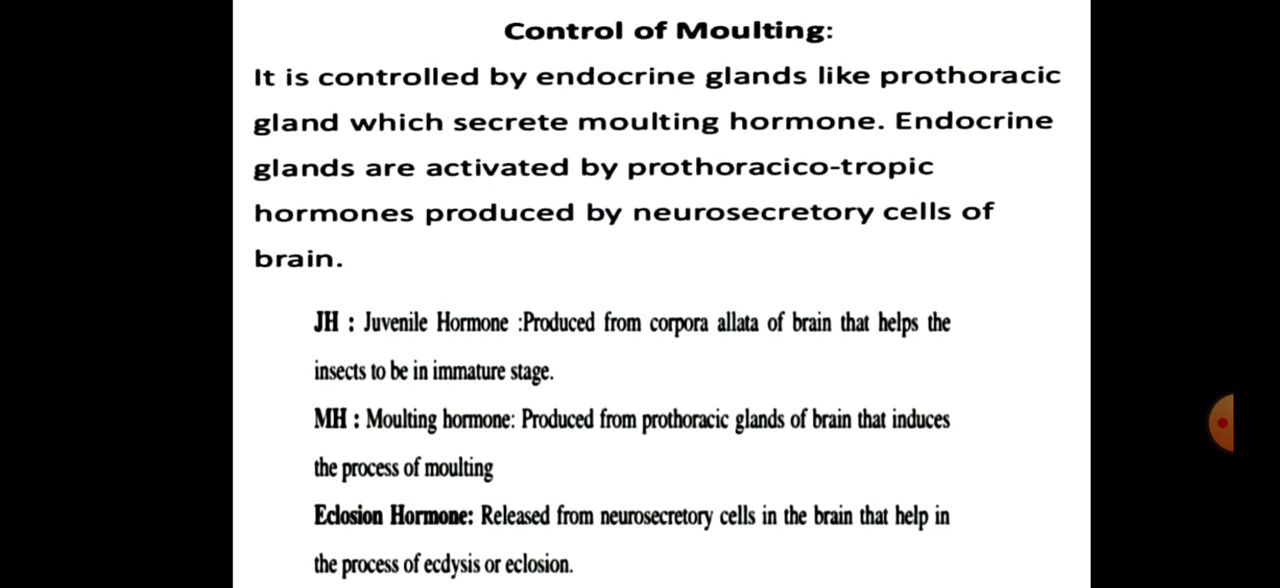 Control of Moulting:
It is controlled by endocrine glands like prothoracic
gland which secrete moulting hormone. Endocrine
glands are activated by prothoracico-tropic
hormones produced by neurosecretory cells of
brain.
JH : Juvenile Hormone :Produced from corpora allata of brain that helps the
insects to be in immature stage.
MH : Moulting hormone: Produced from prothoracic glands of brain that induces
the process of moulting
Eclosion Hormone: Released from neurosecretory cells in the brain that help in
the process of ecdysis or eclosion.